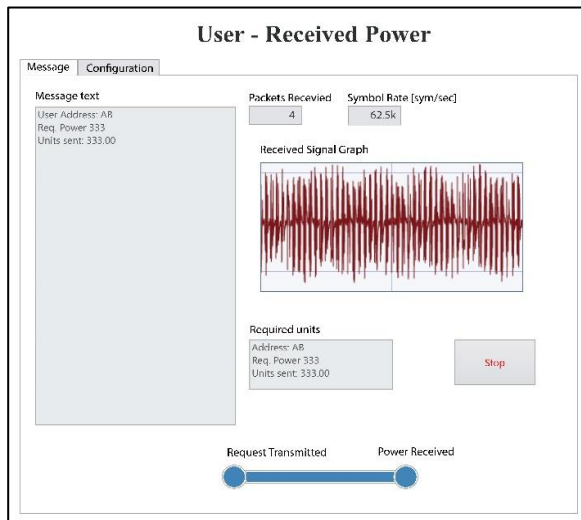 User - Received Power
Message Configuration
Message text
User Address: AB
Req. Power 333
Units sent: 333.00
Packets Recevied Symbol Rate [sym/sec]
4 62.5k
Received Signal Graph
Required units
Address: AB
Req. Power 333
Units sent: 333.00
Stop
Request Transmitted Power Received